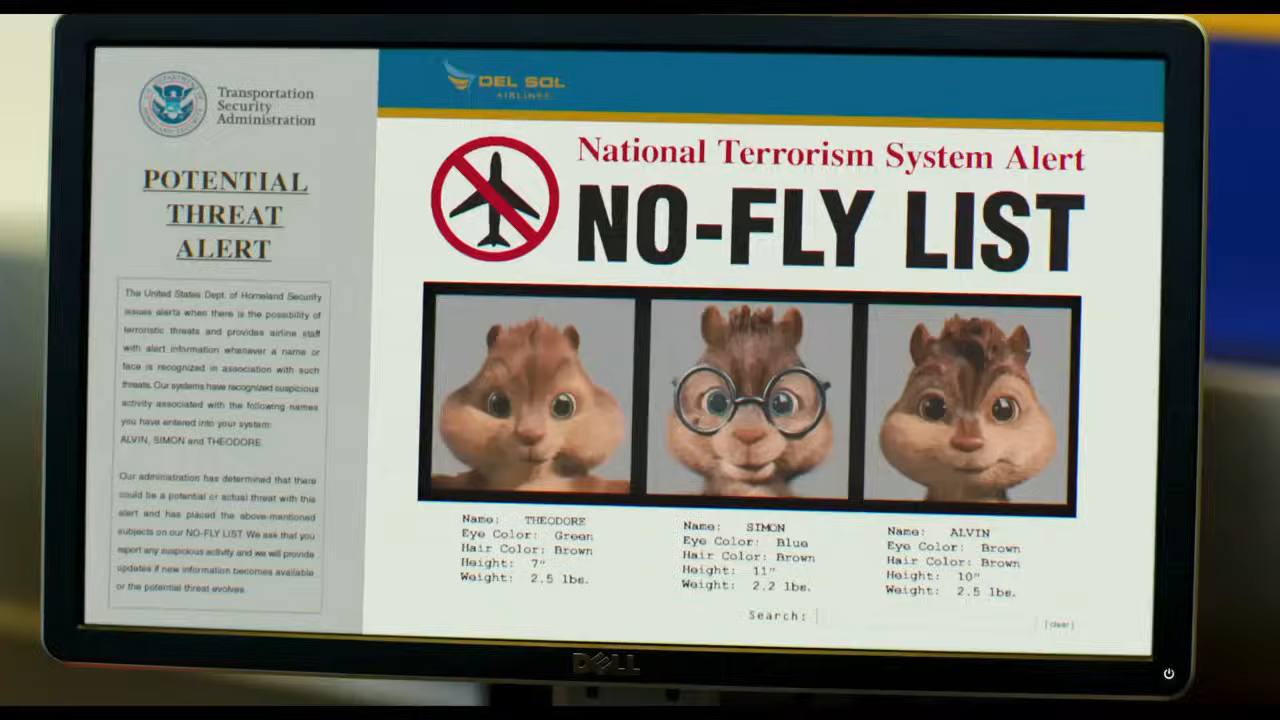 Transportation
Security
Administration
POTENTIAL
THREAT
ALERT
The United States Dept. of Homeland Security
issues alerts when there is the possibility of
terroristic threats and provides airline staff
with alert information whenever a name or
face is recognized in association with such
threats. Our systems have recognized suspicious
activity associated with the following names
you have entered into your system:
ALVIN, SIMON and THEODORE.
Our administration has determined that there
could be a potential or actual threat with this
alert and has placed the above-mentioned
subjects on our NO-FLY LIST. We ask that you
report any suspicious activity and we will provide
updates if new information becomes available
or the potential threat evolves.
DEL SOL
AIRLINES
National Terrorism System Alert
NO-FLY LIST
Name: THEODORE
Eye Color: Green
Hair Color: Brown
Height: 7"
Weight: 2.5 lbs.
Name: SIMON
Eye Color: Blue
Hair Color: Brown
Height: 11"
Weight: 2.2 lbs.
Name: ALVIN
Eye Color: Brown
Hair Color: Brown
Height: 10"
Weight: 2.5 lbs.
Search:
[ clear ]
DELL